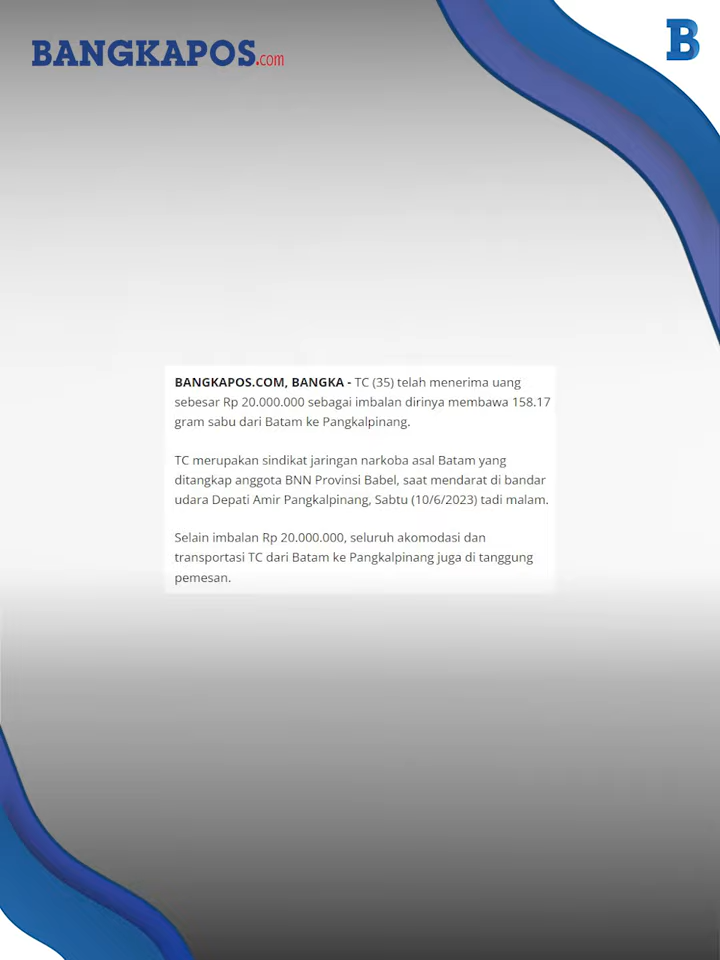 BANGKAPOS.com
B
BANGKAPOS.COM, BANGKA - TC (35) telah menerima uang
sebesar Rp 20.000.000 sebagai imbalan dirinya membawa 158.17
gram sabu dari Batam ke Pangkalpinang.
TC merupakan sindikat jaringan narkoba asal Batam yang
ditangkap anggota BNN Provinsi Babel, saat mendarat di bandar
udara Depati Amir Pangkalpinang, Sabtu (10/6/2023) tadi malam.
Selain imbalan Rp 20.000.000, seluruh akomodasi dan
transportasi TC dari Batam ke Pangkalpinang juga di tanggung
pemesan.